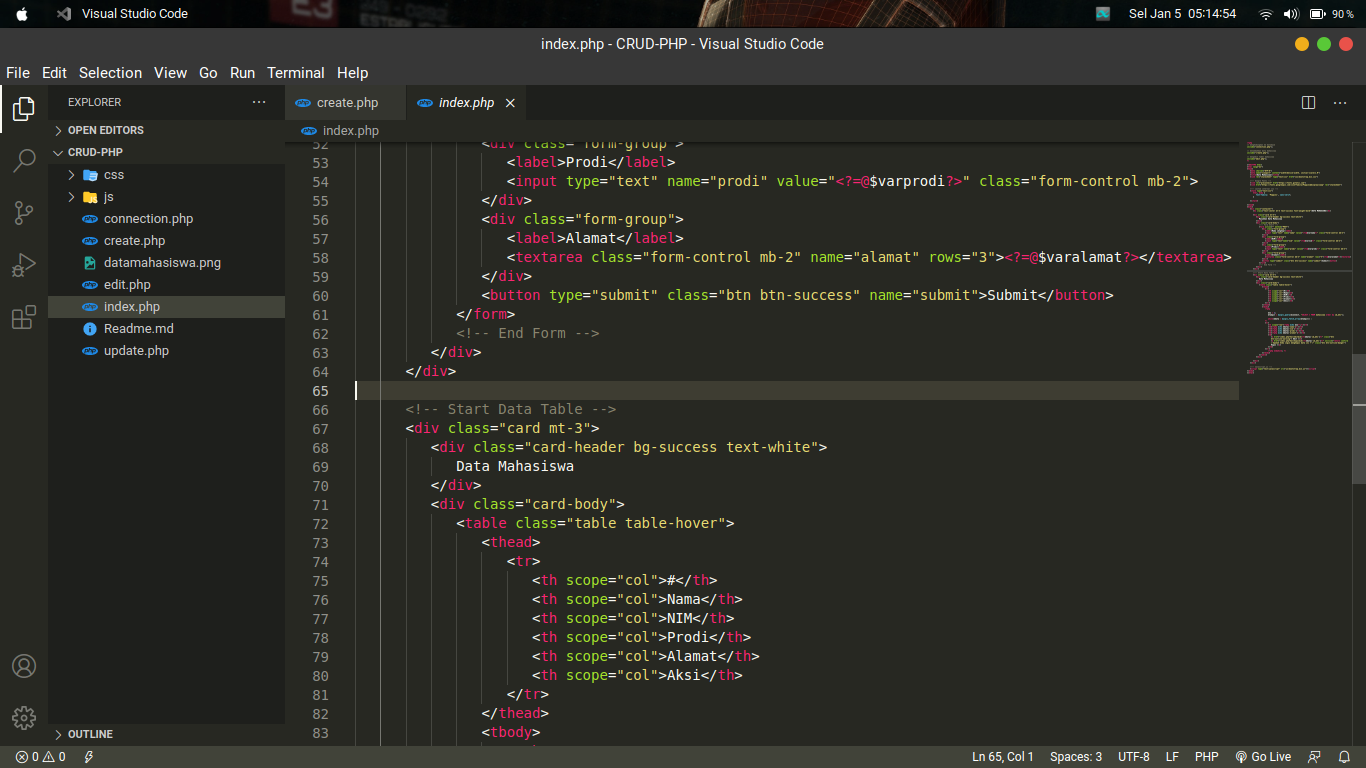 Visual Studio Code
Sel Jan 5 05:14:54
90 %
index.php - CRUD-PHP - Visual Studio Code
File Edit Selection View Go Run Terminal Help
EXPLORER
create.php
index.php
OPEN EDITORS
index.php
CRUD-PHP
css
js
connection.php
create.php
datamahasiswa.png
edit.php
index.php
Readme.md
update.php
OUTLINE
52 <div class="form-group">
53 <label>Prodi</label>
54 <input type="text" name="prodi" value="<?=@$varprodi?>" class="form-control mb-2">
55 </div>
56 <div class="form-group">
57 <label>Alamat</label>
58 <textarea class="form-control mb-2" name="alamat" rows="3"><?=@$varalamat?></textarea>
59 </div>
60 <button type="submit" class="btn btn-success" name="submit">Submit</button>
61 </form>
62 <!-- End Form -->
63 </div>
64 </div>
65
66 <!-- Start Data Table -->
67 <div class="card mt-3">
68 <div class="card-header bg-success text-white">
69 Data Mahasiswa
70 </div>
71 <div class="card-body">
72 <table class="table table-hover">
73 <thead>
74 <tr>
75 <th scope="col">#</th>
76 <th scope="col">Nama</th>
77 <th scope="col">NIM</th>
78 <th scope="col">Prodi</th>
79 <th scope="col">Alamat</th>
80 <th scope="col">Aksi</th>
81 </tr>
82 </thead>
83 <tbody>
0 0
Ln 65, Col 1 Spaces: 3 UTF-8 LF PHP Go Live